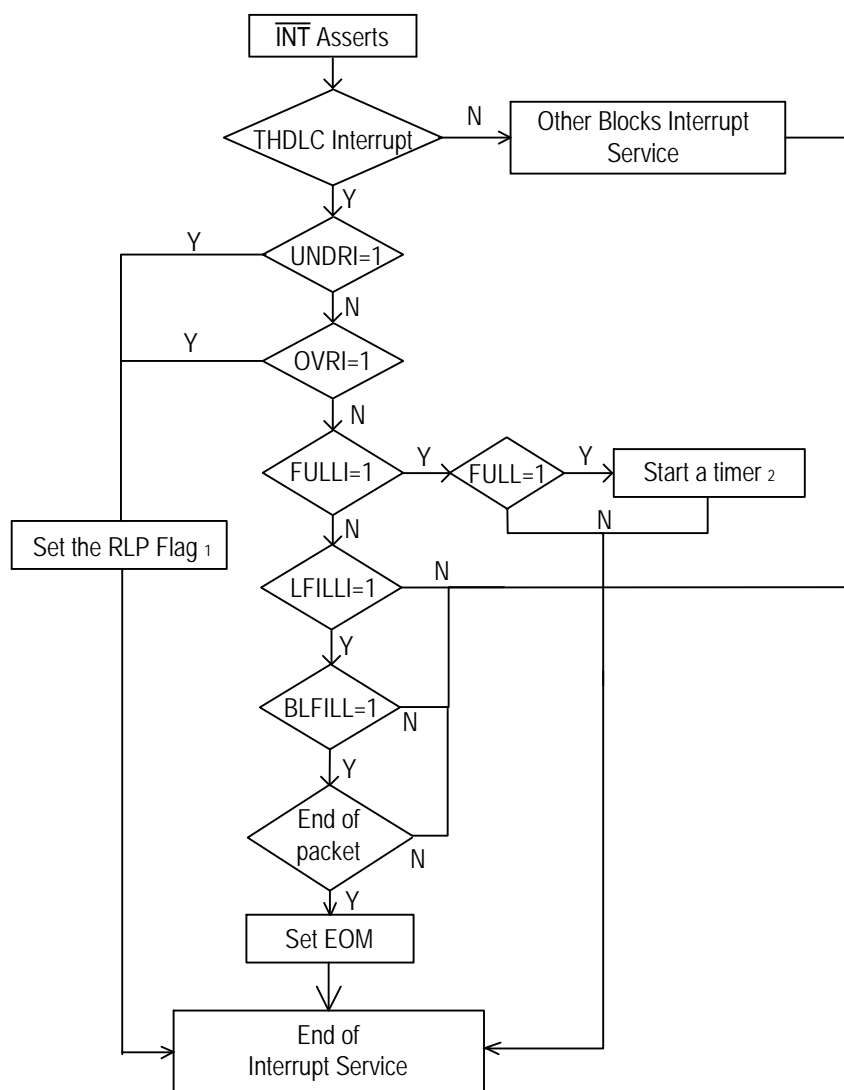 INT Asserts
THDLC Interrupt
N
Other Blocks Interrupt
Service
Y
Y
UNDRI=1
N
Y
OVRI=1
N
FULLI=1
Y
FULL=1
Y
Start a timer 2
N
N
Set the RLP Flag 1
LFILLI=1
N
Y
BLFILL=1
N
Y
End of
packet
N
Y
Set EOM
End of
Interrupt Service